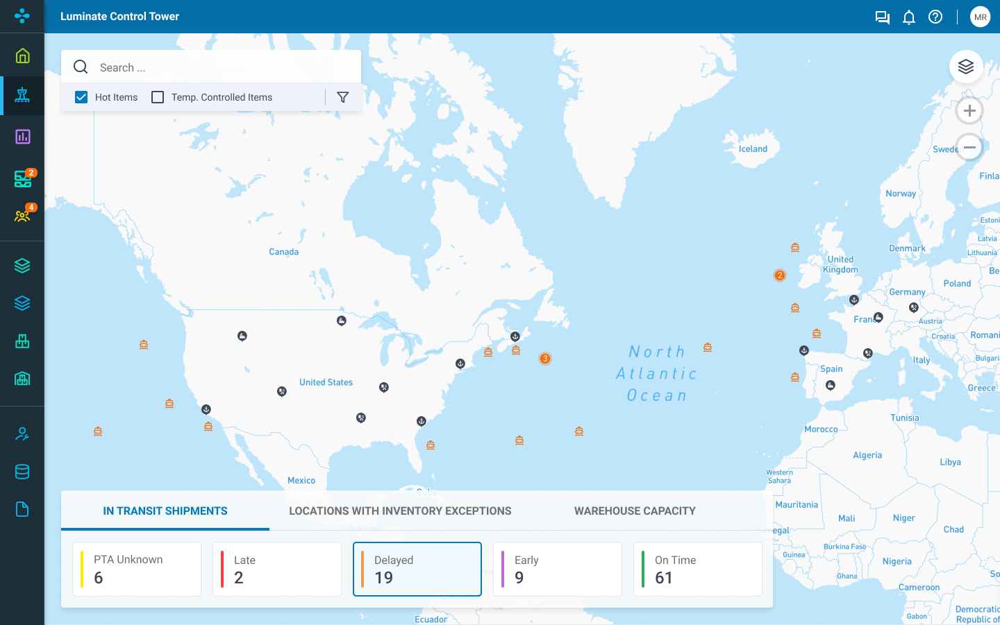 Luminate Control Tower
MR
Search ...
Hot Items
Temp. Controlled Items
2
4
Iceland
Swede
Finla
Norway
Estoni
Latvia
Lithuania
Denmark
United
Kingdom
Be
Poland
Germany
Canada
2
Franc
Austria
Croatia
Romani
Bulgari
Italy
Spain
Greece
North
Atlantic
Ocean
3
United States
Tunisia
Morocco
Algeria
Libya
Mexico
Western
Sahara
Cuba
Mauritania
Mali
Niger
Chad
Senegal
Guatemala
Burkina Faso
Guinea
Nigeria
Ghana
So
Cameroon
Ecuador
Gabon
Democratic
Republic of
IN TRANSIT SHIPMENTS
LOCATIONS WITH INVENTORY EXCEPTIONS
WAREHOUSE CAPACITY
PTA Unknown
6
Late
2
Delayed
19
Early
9
On Time
61